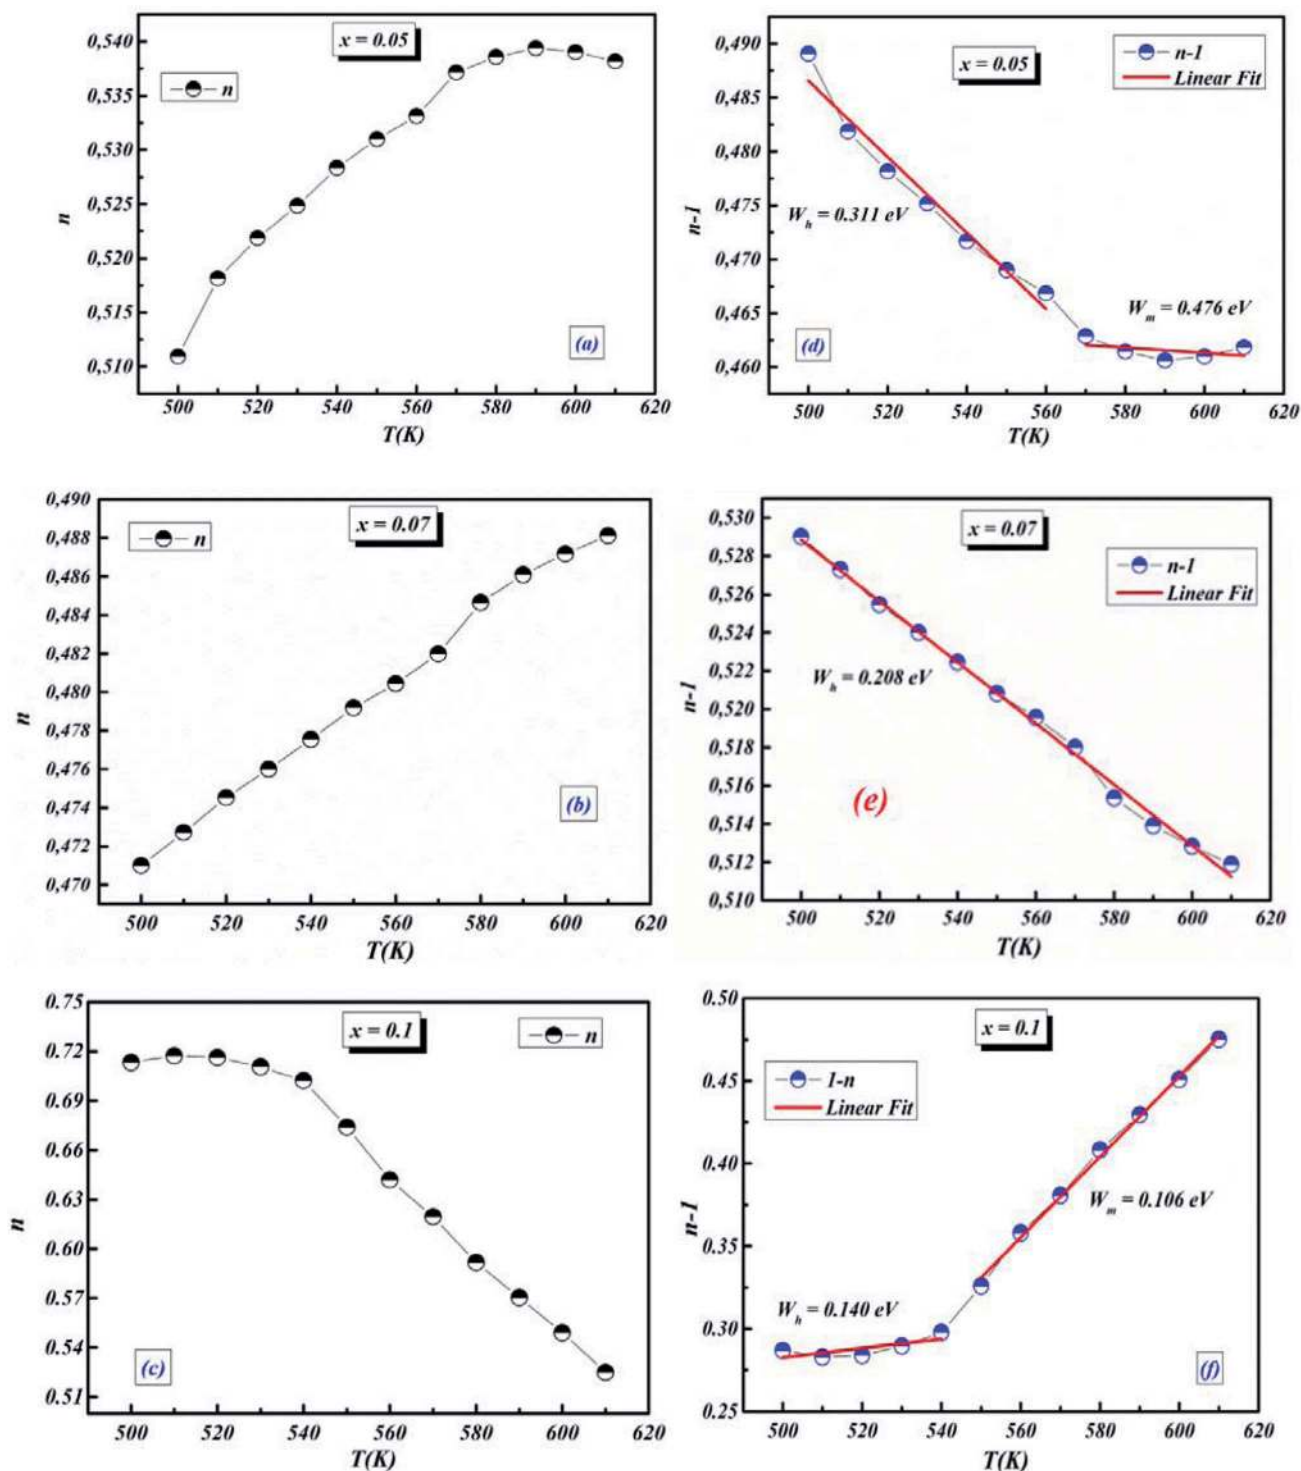 x = 0.05
n
0,540
0,535
0,530
0,525
0,520
0,515
0,510
n
(a)
500 520 540 560 580 600 620
T(K)
x = 0.05
n-1
Linear Fit
0,490
0,485
0,480
0,475
0,470
0,465
0,460
n-1
W_h = 0.311 eV
W_m = 0.476 eV
(d)
500 520 540 560 580 600 620
T(K)
x = 0.07
n
0,490
0,488
0,486
0,484
0,482
0,480
0,478
0,476
0,474
0,472
0,470
n
(b)
500 520 540 560 580 600 620
T(K)
x = 0.07
n-1
Linear Fit
0,530
0,528
0,526
0,524
0,522
0,520
0,518
0,516
0,514
0,512
0,510
n-1
W_h = 0.208 eV
(e)
500 520 540 560 580 600 620
T(K)
x = 0.1
n
0.75
0.72
0.69
0.66
0.63
0.60
0.57
0.54
0.51
n
(c)
500 520 540 560 580 600 620
T(K)
x = 0.1
1-n
Linear Fit
0.50
0.45
0.40
0.35
0.30
0.25
n-1
W_m = 0.106 eV
W_h = 0.140 eV
(f)
500 520 540 560 580 600 620
T(K)